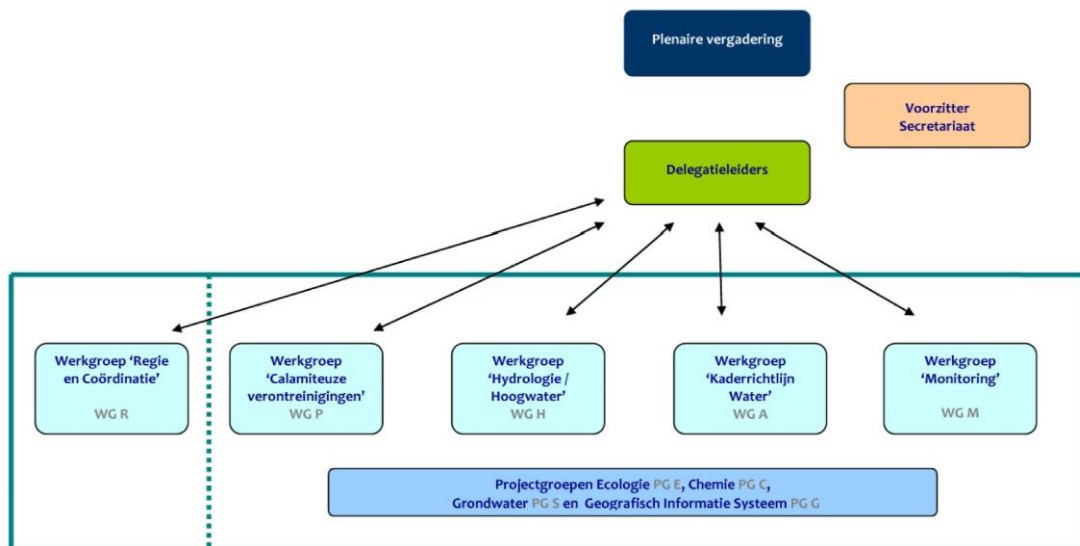 Plenaire vergadering
Voorzitter
Secretariaat
Delegatieleiders
Werkgroep ‘Regie
en Coördinatie’
WG R
Werkgroep
‘Calamiteuze
verontreinigingen’
WG P
Werkgroep
‘Hydrologie /
Hoogwater’
WG H
Werkgroep
‘Kaderrichtlijn
Water’
WG A
Werkgroep
‘Monitoring’
WG M
Projectgroepen Ecologie PG E, Chemie PG C,
Grondwater PG S en Geografisch Informatie Systeem PG G